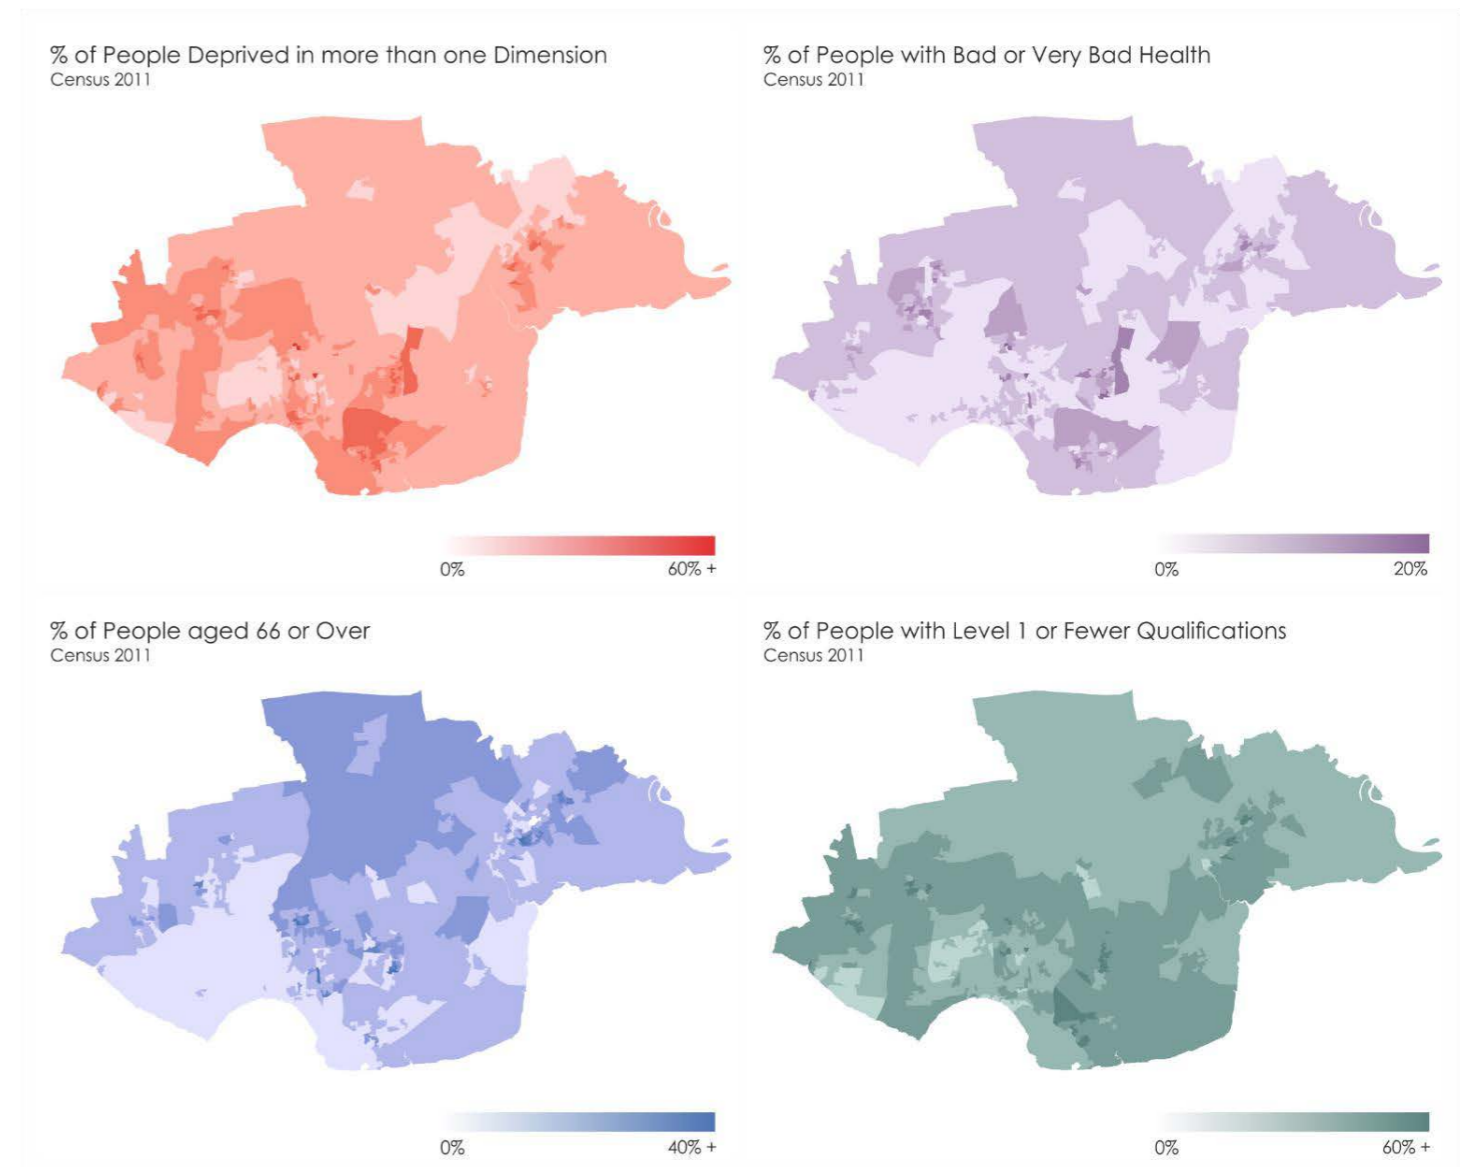 % of People Deprived in more than one Dimension
Census 2011
0%
60% +
% of People with Bad or Very Bad Health
Census 2011
0%
20%
% of People aged 66 or Over
Census 2011
0%
40% +
% of People with Level 1 or Fewer Qualifications
Census 2011
0%
60% +